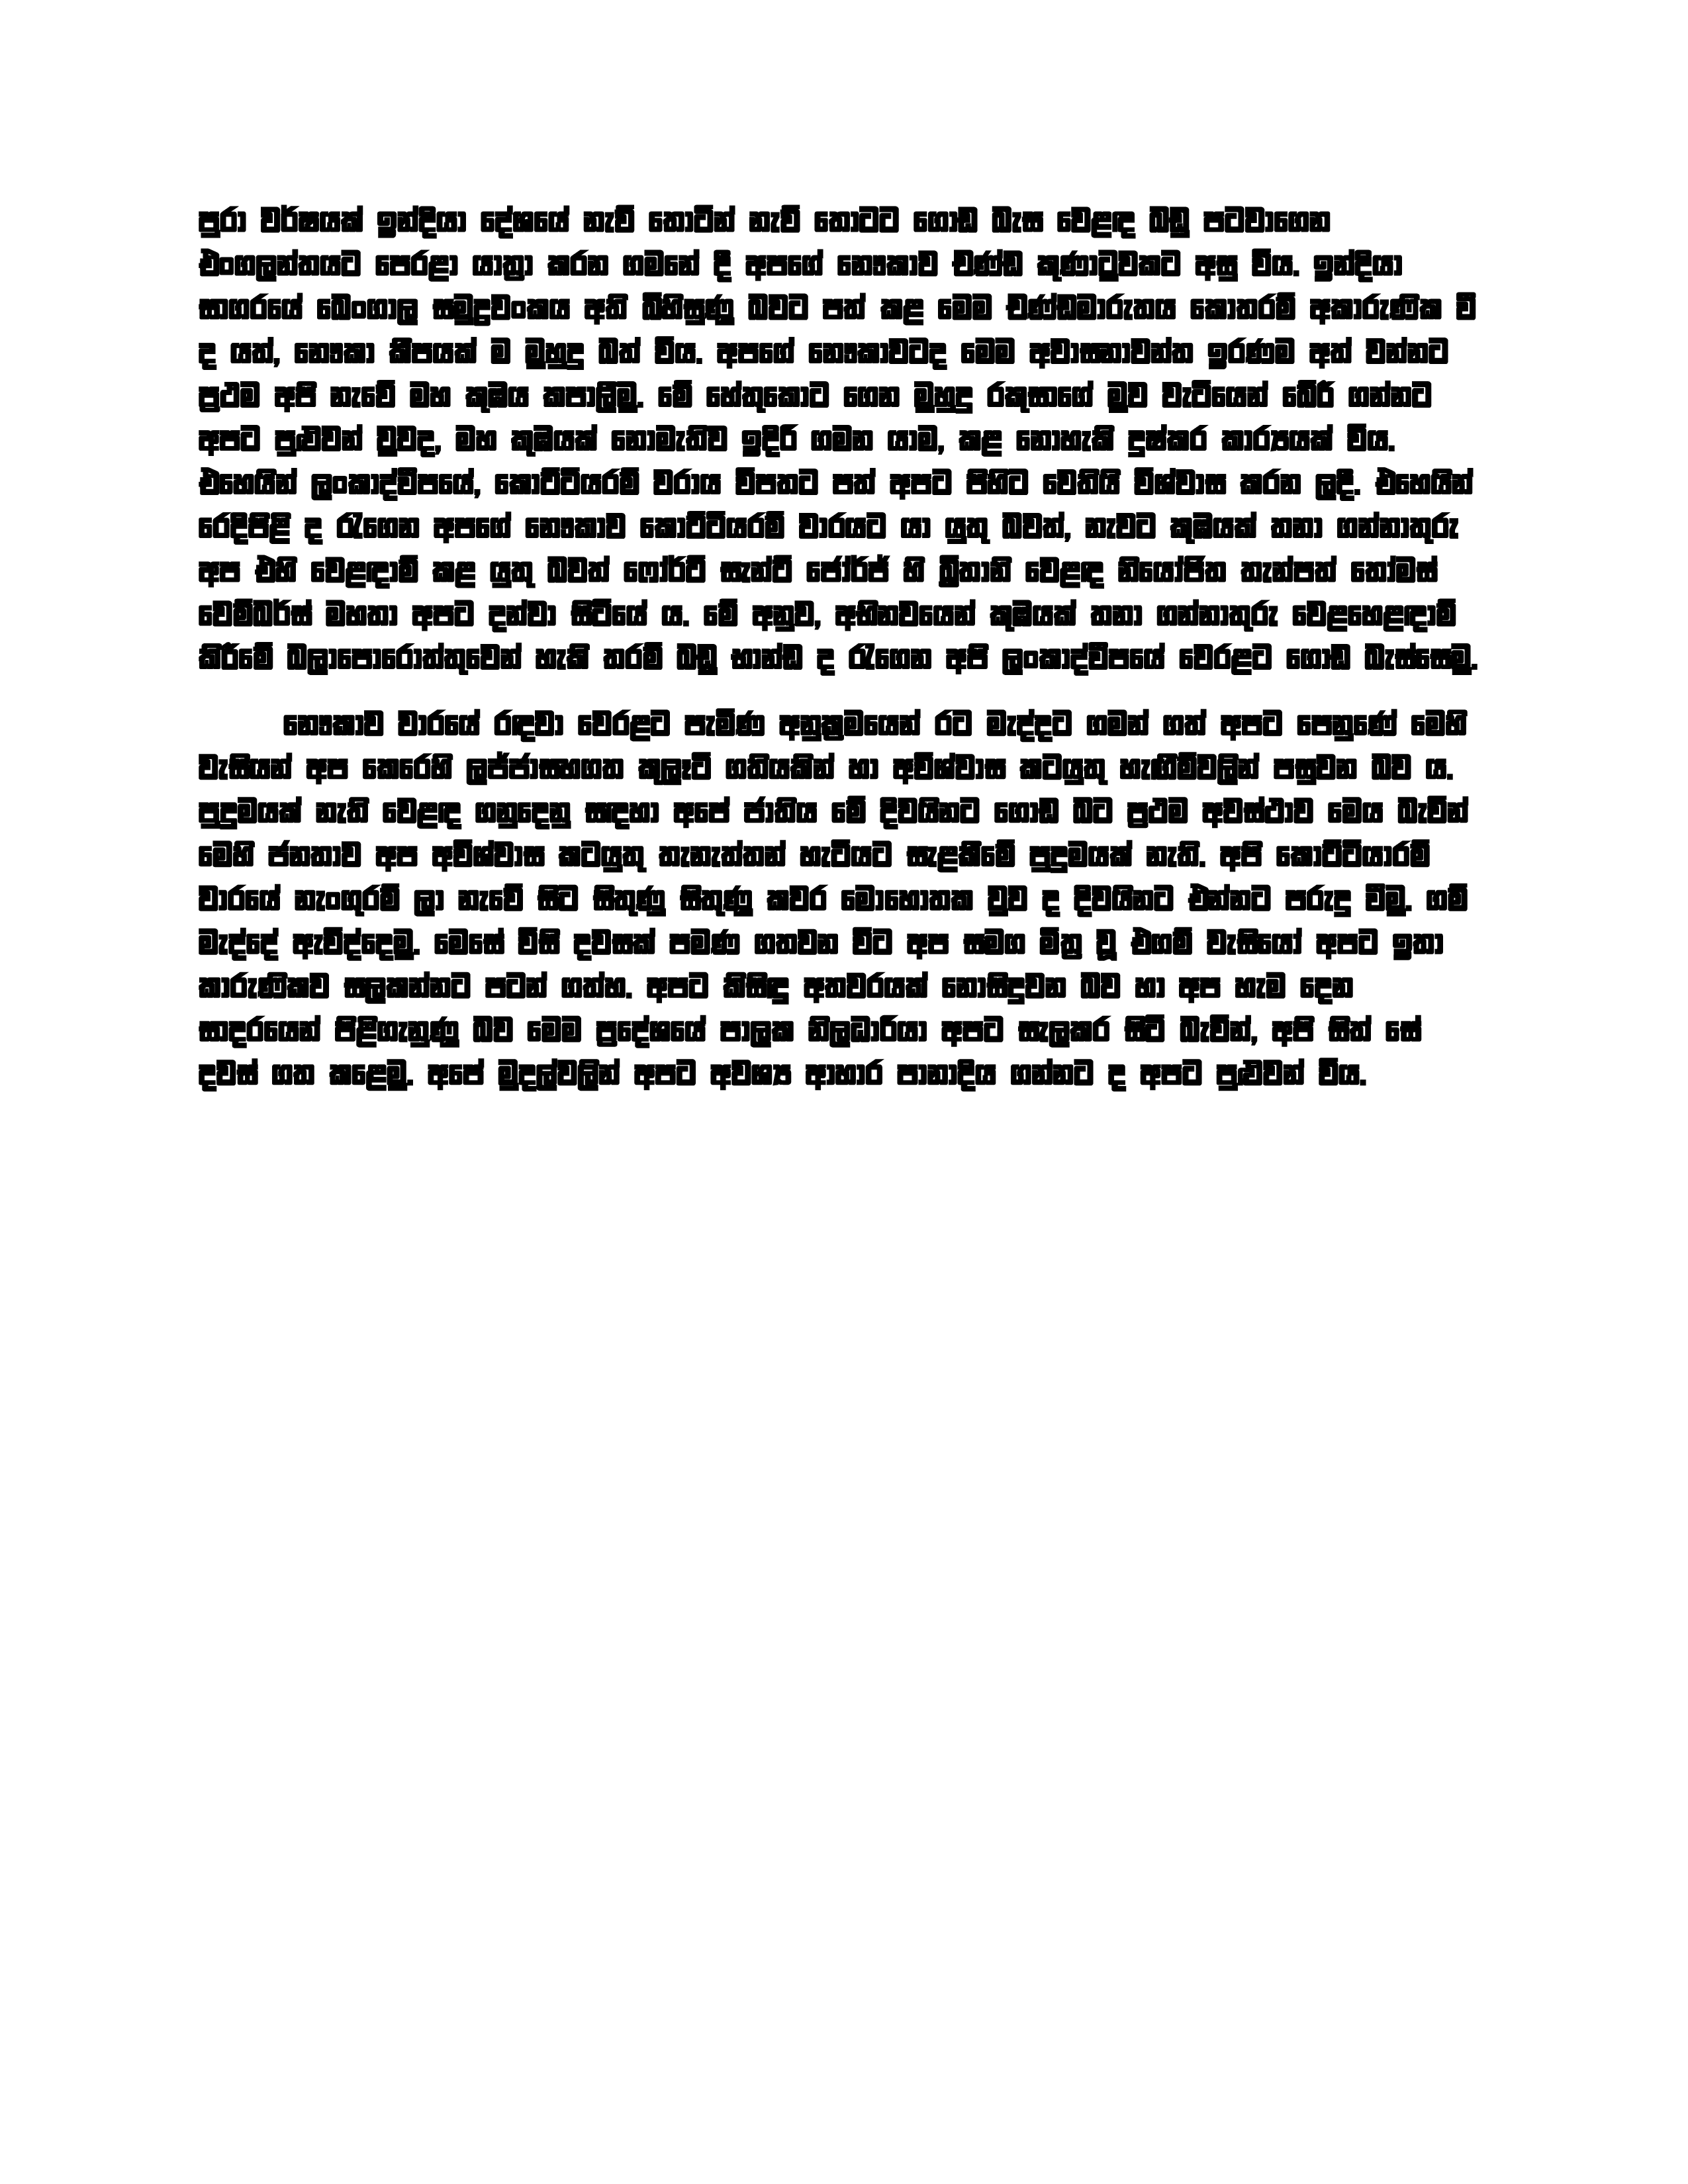 පුරා වර්ෂයක් ඉන්දියා දේශයේ නැව් තොටින් නැව් තොටට ගොඩ බැස වෙළඳ බඩු පටවාගෙන
එංගලන්තයට පෙරළා යාත්‍රා කරන ගමනේ දී අපගේ නෞකාව චණ්ඩ කුණාටුවකට අසු විය. ඉන්දියා
සාගරයේ බෙංගාල සමුද්‍රවංකය අති බිහිසුණු බවට පත් කළ මෙම චණ්ඩමාරුතය කොතරම් අකාරුණික වී
ද යත්, නෞකා කීපයක් ම මුහුදු බත් විය. අපගේ නෞකාවටද මෙම අවාසනාවන්ත ඉරණම අත් වන්නට
ප්‍රථම අපි නැවේ මහ කුඹය කපාලීමු. මේ හේතුකොට ගෙන මුහුදු රකුසාගේ මුව වැටියෙන් බේරී ගන්නට
අපට පුළුවන් වුවද, මහ කුඹයක් නොමැතිව ඉදිරි ගමන යාම, කළ නොහැකි දුෂ්කර කාර්‍යයක් විය.
එහෙයින් ලංකාද්වීපයේ, කොට්ටියරම් වරාය විපතට පත් අපට පිහිට වෙතියි විශ්වාස කරන ලදී. එහෙයින්
රෙදිපිළි ද රැගෙන අපගේ නෞකාව කොට්ටියරම් වාරයට යා යුතු බවත්, නැවට කුඹයක් තනා ගන්නාතුරු
අප එහි වෙළඳාම් කළ යුතු බවත් ෆෝර්ට් සැන්ට් ජෝර්ජ් හි බ්‍රිතානි වෙළඳ නියෝජිත තැන්පත් තෝමස්
වෙම්බර්ස් මහතා අපට දන්වා සිටියේ ය. මේ අනුව, අභිනවයෙන් කුඹයක් තනා ගන්නාතුරු වෙළහෙළඳාම්
කිරීමේ බලාපොරොත්තුවෙන් හැකි තරම් බඩු භාන්ඩ ද රැගෙන අපි ලංකාද්වීපයේ වෙරළට ගොඩ බැස්සෙමු.
නෞකාව වාරයේ රඳවා වෙරළට පැමිණ අනුක්‍රමයෙන් රට මැද්දට ගමන් ගත් අපට පෙනුණේ මෙහි
වැසියන් අප කෙරෙහි ලජ්ජාසහගත කුලෑටි ගතියකින් හා අවිශ්වාස කටයුතු හැඟීම්වලින් පසුවන බව ය.
පුදුමයක් නැති වෙළඳ ගනුදෙනු සඳහා අපේ ජාතිය මේ දිවයිනට ගොඩ බට ප්‍රථම අවස්ථාව මෙය බැවින්
මෙහි ජනතාව අප අවිශ්වාස කටයුතු තැනැත්තන් හැටියට සැළකීමේ පුදුමයක් නැති. අපි කොට්ටියාරම්
වාරයේ නැංගුරම් ලා නැවේ සිට සිතුණු සිතුණු කවර මොහොතක වුව ද දිවයිනට එන්නට පරුදු වීමු. ගම්
මැද්දේ ඇවිද්දෙමු. මෙසේ විසි දවසක් පමණ ගතවන විට අප සමග මිත්‍ර වූ එගම් වැසියෝ අපට ඉතා
කාරුණිකව සලකන්නට පටන් ගත්හ. අපට කිසිඳු අතවරයක් නොසිදුවන බව හා අප හැම දෙන
සාදරයෙන් පිළිගැනුණු බව මෙම ප්‍රදේශයේ පාලක නිලධාරියා අපට සැලකර සිටි බැවින්, අපි සිත් සේ
දවස් ගත කළෙමු. අපේ මුදල්වලින් අපට අවශ්‍ය ආහාර පානාදිය ගන්නට ද අපට පුළුවන් විය.